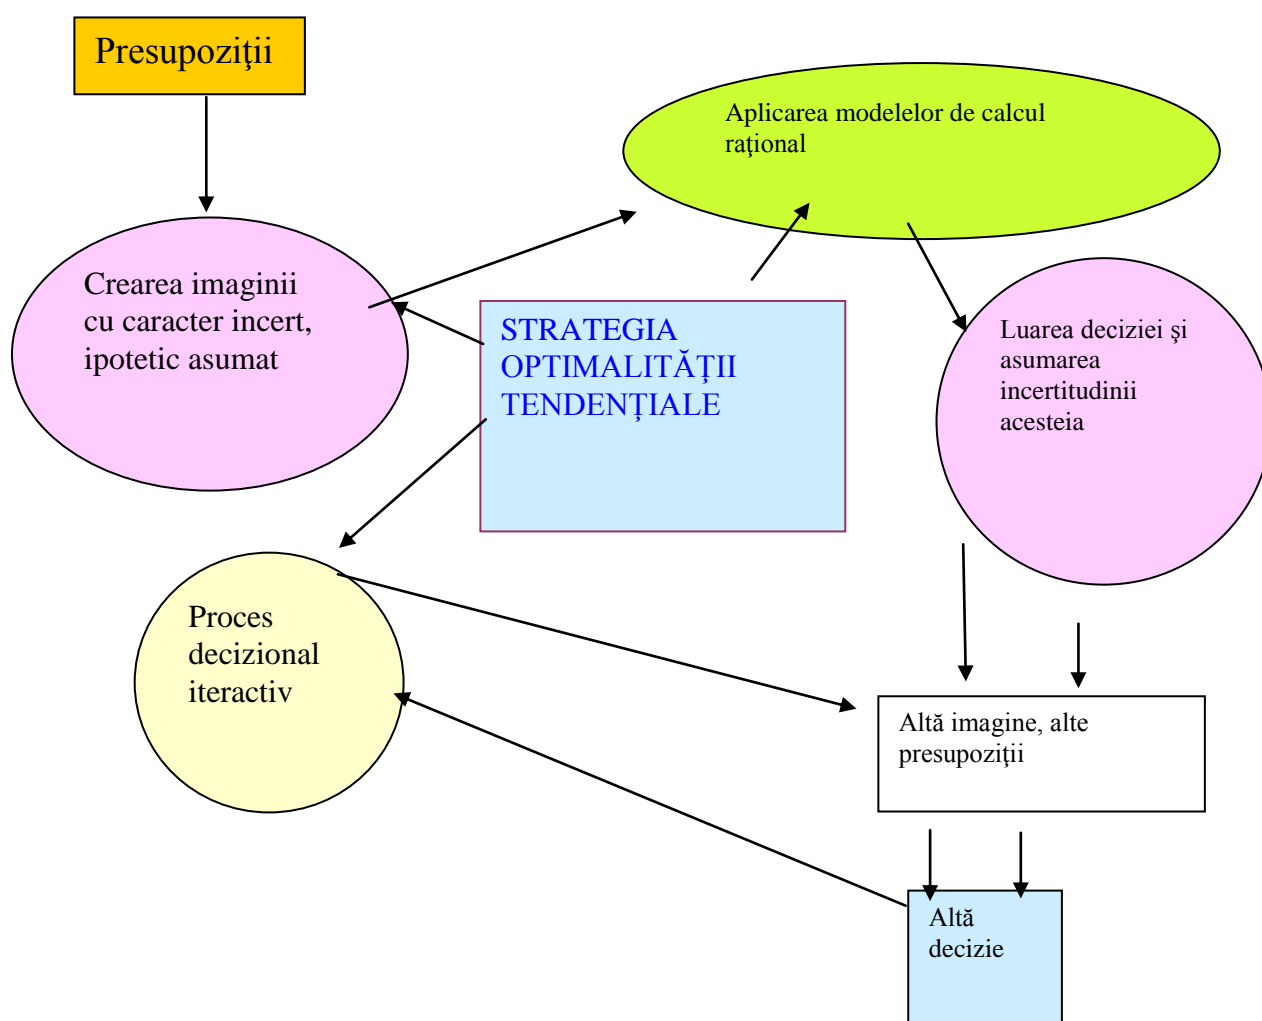 Presupoziţii
Aplicarea modelelor de calcul
raţional
Crearea imaginii
cu caracter incert,
ipotetic asumat
STRATEGIA
OPTIMALITĂŢII
TENDENŢIALE
Luarea deciziei şi
asumarea
incertitudinii
acesteia
Proces
decizional
iteractiv
Altă imagine, alte
presupoziţii
Altă
decizie